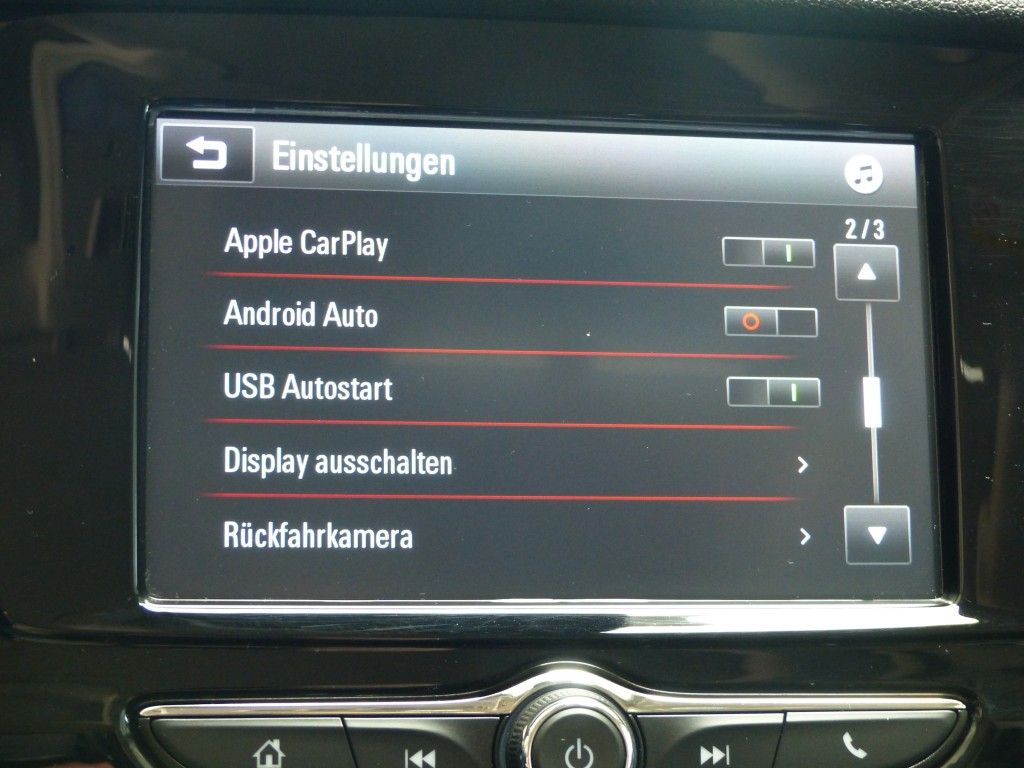 Einstellungen
2/3
Apple CarPlay
Android Auto
USB Autostart
Display ausschalten
Rückfahrkamera